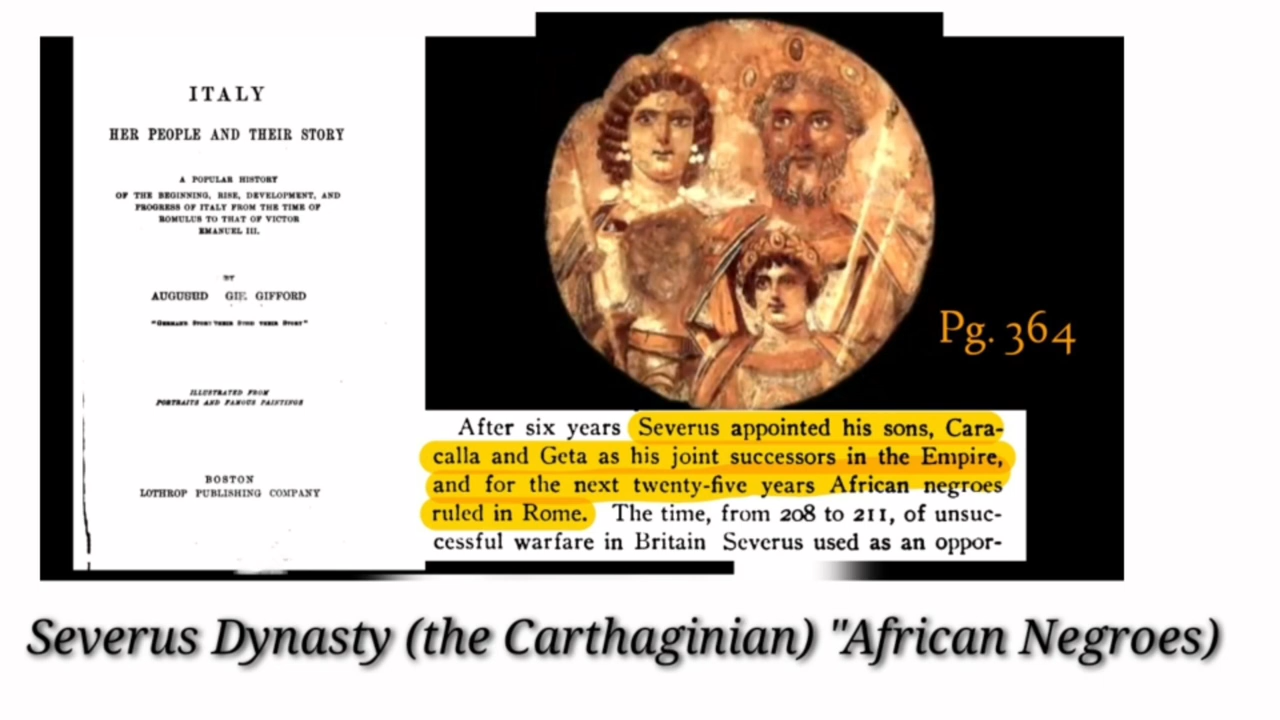 ITALY
HER PEOPLE AND THEIR STORY
A POPULAR HISTORY
OF THE BEGINNING, RISE, DEVELOPMENT, AND
PROGRESS OF ITALY FROM THE TIME OF
ROMULUS TO THAT OF VICTOR
EMANUEL III.
BY
GIFFORD
ILLUSTRATED FROM
PORTRAITS AND FAMOUS PAINTINGS
BOSTON
LOTHROP PUBLISHING COMPANY
Pg. 364
After six years Severus appointed his sons, Cara-
calla and Geta as his joint successors in the Empire,
and for the next twenty-five years African negroes
ruled in Rome. The time, from 208 to 211, of unsuc-
cessful warfare in Britain Severus used as an oppor-
Severus Dynasty (the Carthaginian) "African Negroes)